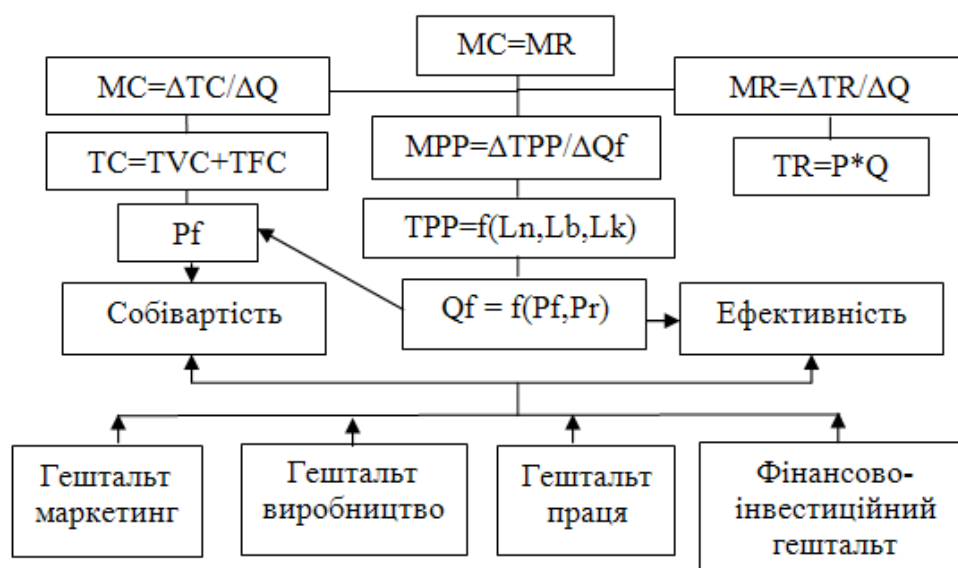 MC=MR
MC=ΔTC/ΔQ
MR=ΔTR/ΔQ
MPP=ΔTPP/ΔQf
TC=TVC+TFC
TR=P*Q
Pf
TPP=f(Ln,Lb,Lk)
Собівартість
Qf = f(Pf,Pr)
Ефективність
Гештальт
маркетинг
Гештальт
виробництво
Гештальт
праця
Фінансово-
інвестиційний
гештальт